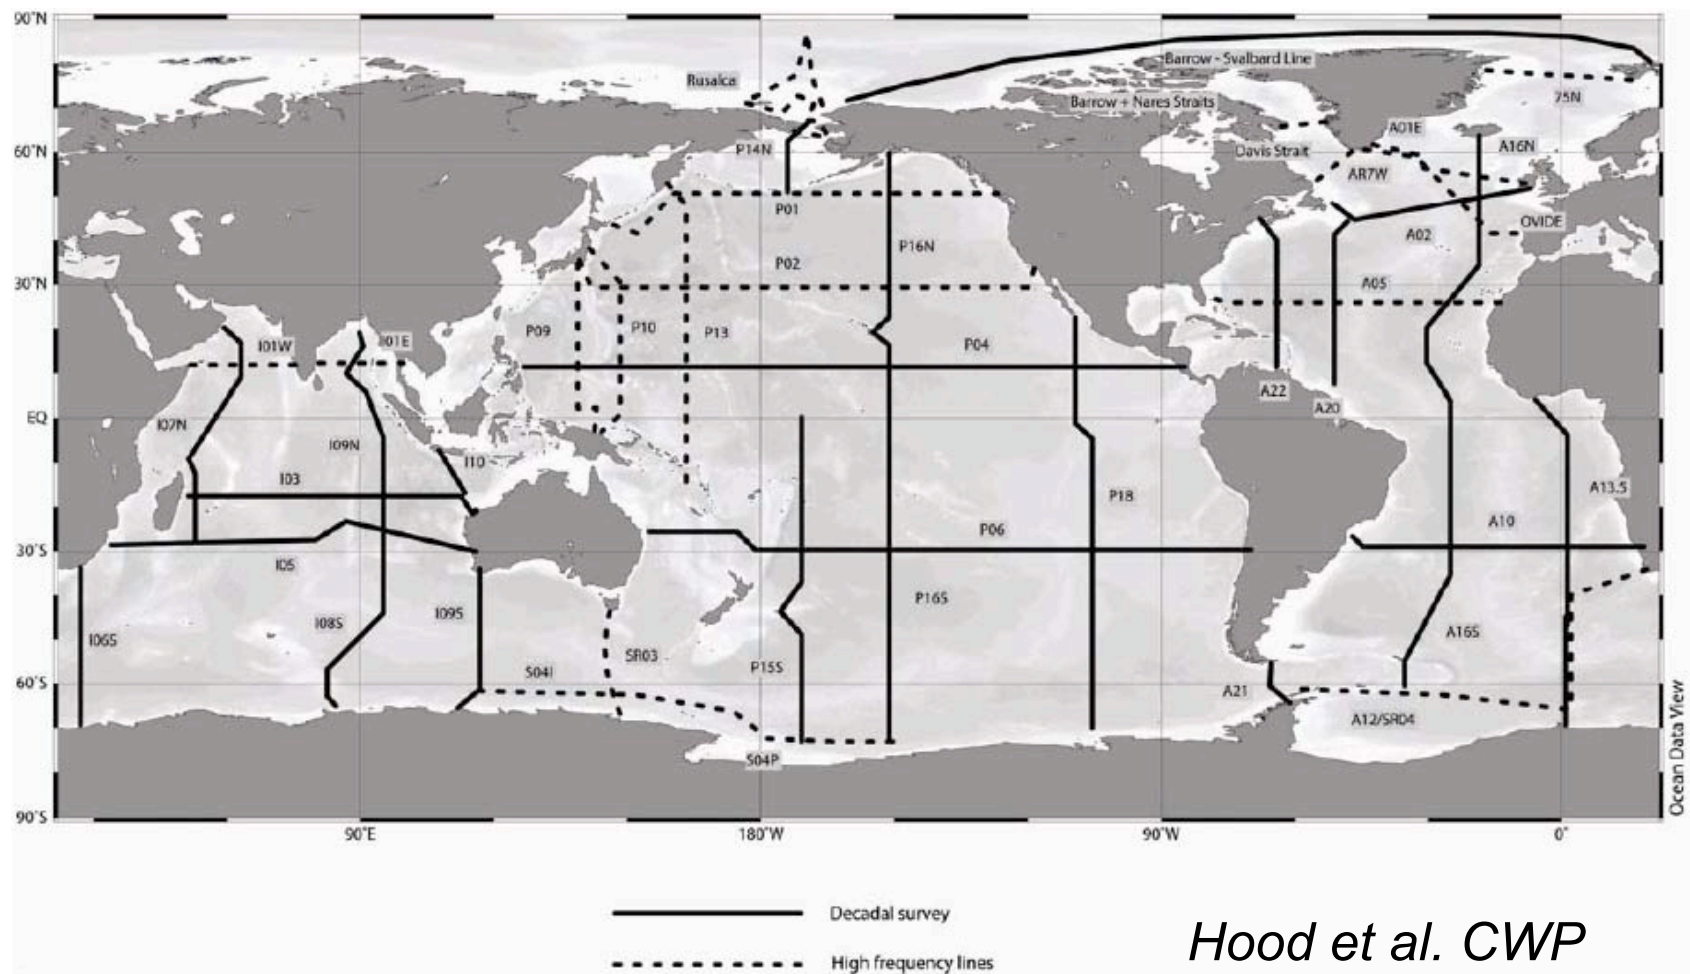 90°N
Barrow - Svalbard Line
Rusalca
75N
Barrow + Nares Straits
A01E
60°N
P14N
Davis Strait
A16N
AR7W
P01
OVIDE
P16N
A02
P02
30°N
A05
P09
P10
P13
I01W
I01E
P04
A22
A20
EQ
I07N
I09N
I10
I03
P18
A13.5
P06
A10
30°S
I05
P16S
I06S
I08S
I09S
A16S
SR03
P15S
S04I
60°S
A21
A12/SR04
S04P
90°S
90°E
180°W
90°W
0°
Ocean Data View
Decadal survey
High frequency lines
Hood et al. CWP